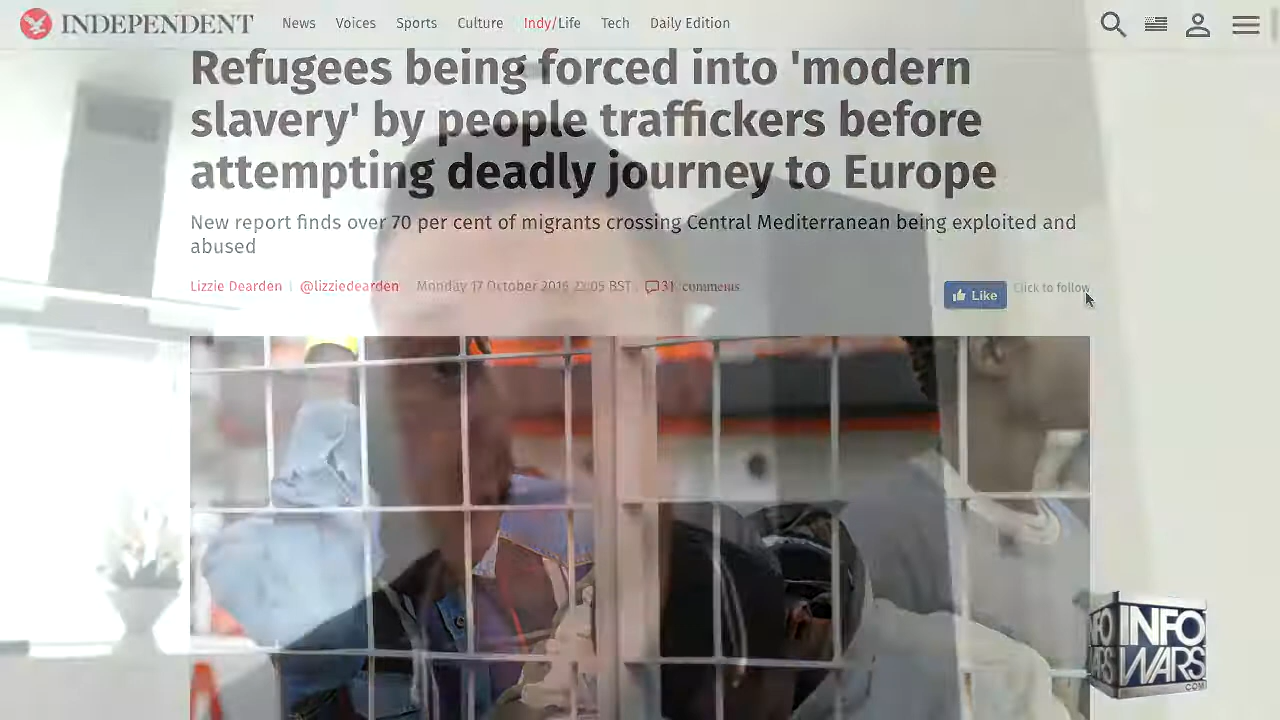 INDEPENDENT
News Voices Sports Culture Indy/Life Tech Daily Edition
Refugees being forced into 'modern
slavery' by people traffickers before
attempting deadly journey to Europe
New report finds over 70 per cent of migrants crossing Central Mediterranean being exploited and
abused
Lizzie Dearden | @lizziedearden Monday 17 October 2016 22:05 BST 31 comments
Like Click to follow
INFO
WARS
.COM